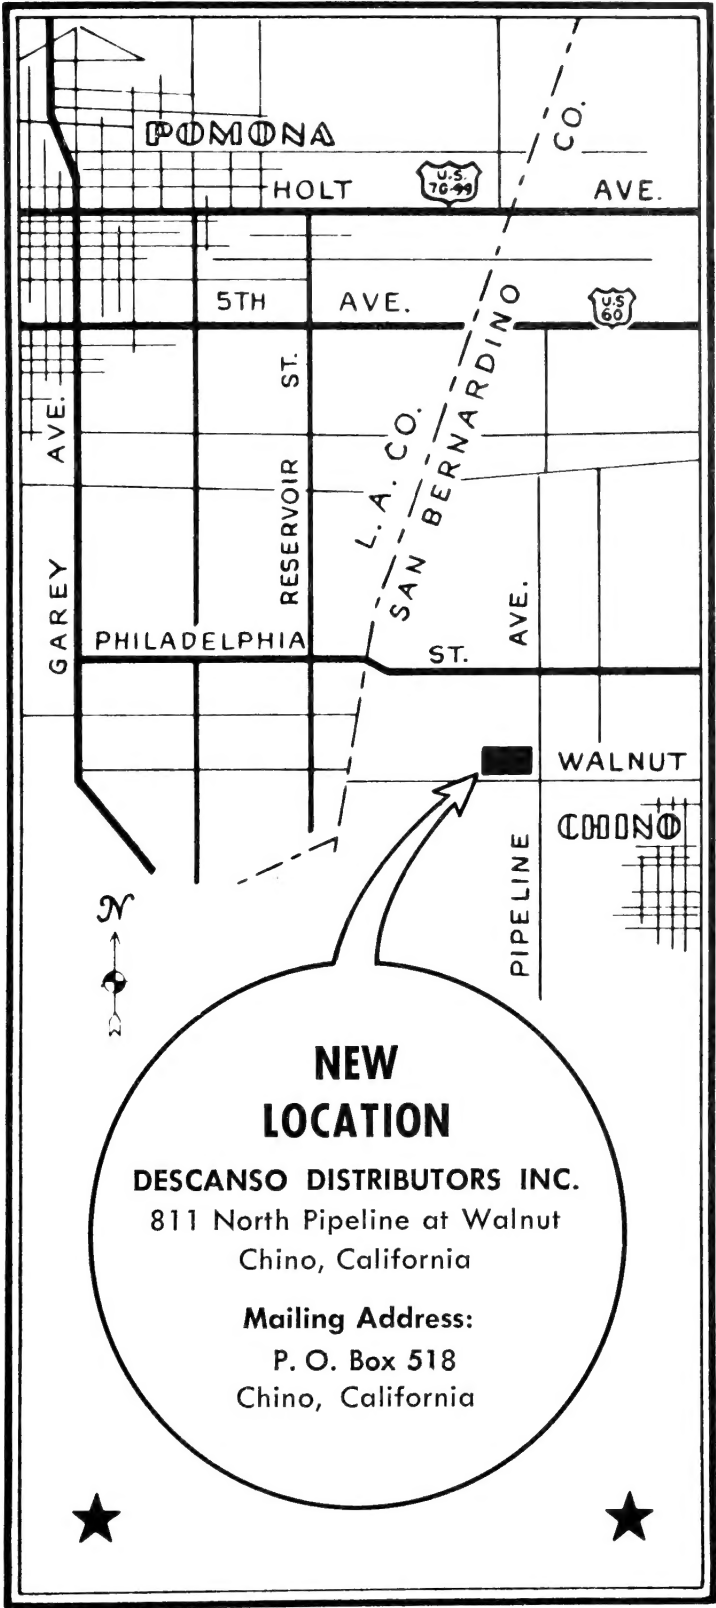 POMONA
CO.
HOLT
U.S.
70-99
AVE.
5TH AVE.
U.S
60
SAN BERNARDINO
L. A. CO.
RESERVOIR ST.
GAREY AVE.
PHILADELPHIA ST.
PIPELINE AVE.
WALNUT
CHINO
N
NEW
LOCATION
DESCANSO DISTRIBUTORS INC.
811 North Pipeline at Walnut
Chino, California
Mailing Address:
P. O. Box 518
Chino, California